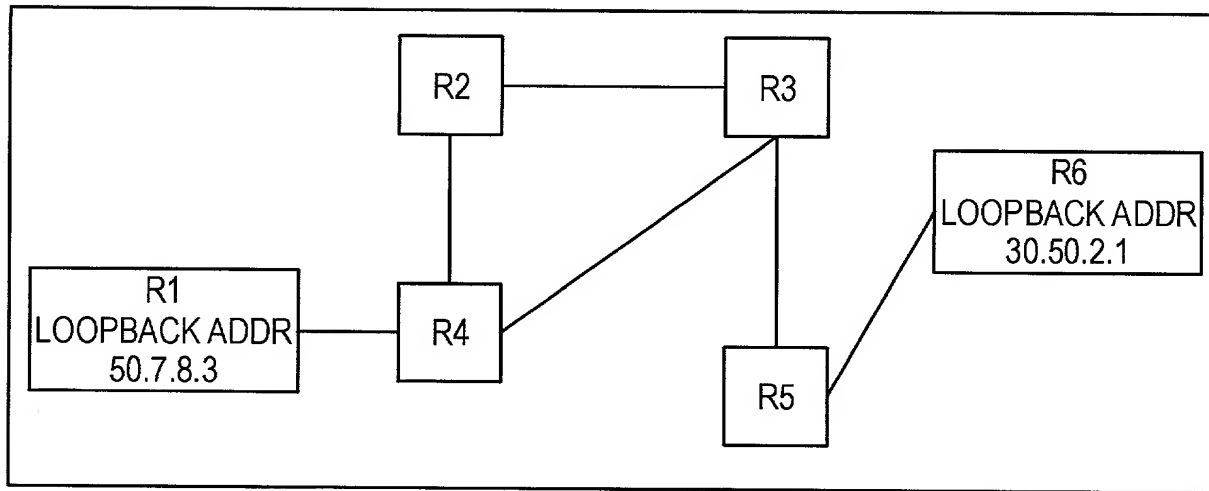 R2
R3
R6
LOOPBACK ADDR
30.50.2.1
R1
LOOPBACK ADDR
50.7.8.3
R4
R5